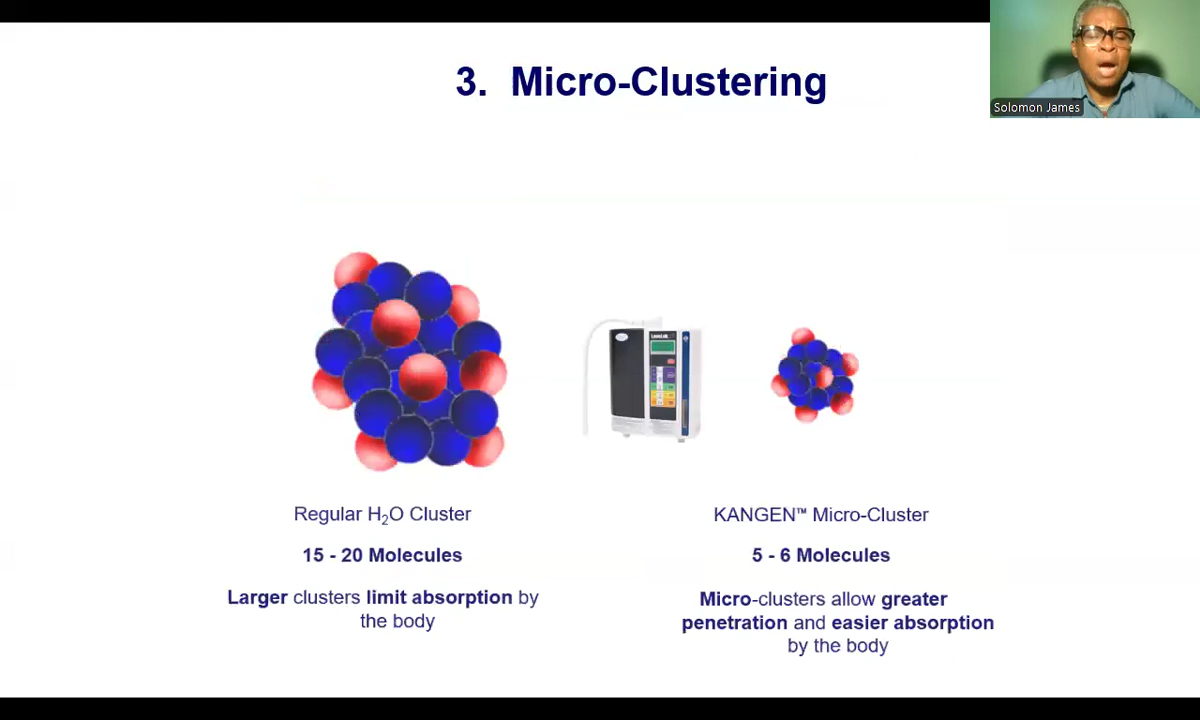 3. Micro-Clustering
Solomon James
Regular H₂O Cluster
15 - 20 Molecules
Larger clusters limit absorption by
the body
KANGEN™ Micro-Cluster
5 - 6 Molecules
Micro-clusters allow greater
penetration and easier absorption
by the body